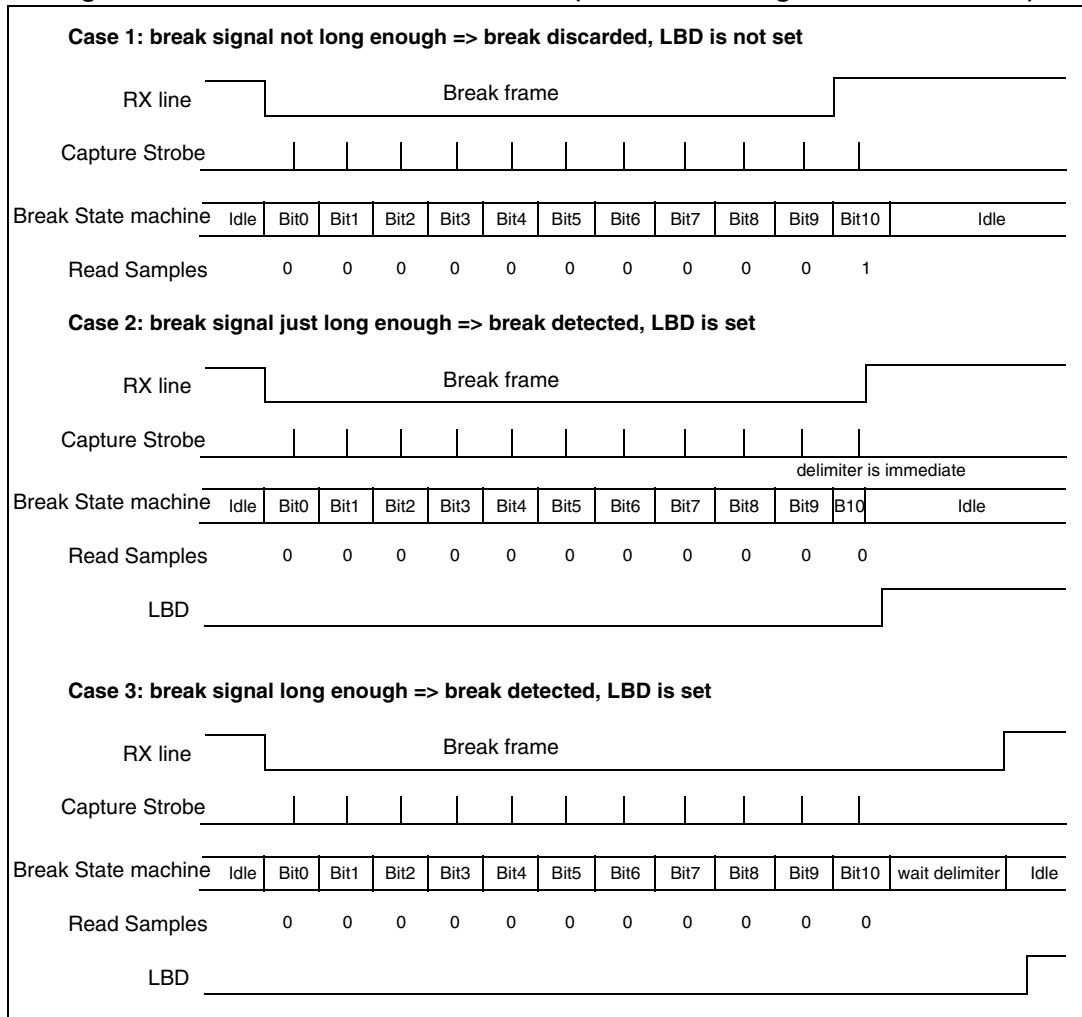 Case 1: break signal not long enough => break discarded, LBD is not set
RX line Break frame
Capture Strobe
Break State machine Idle Bit0 Bit1 Bit2 Bit3 Bit4 Bit5 Bit6 Bit7 Bit8 Bit9 Bit10 Idle
Read Samples 0 0 0 0 0 0 0 0 0 0 1
Case 2: break signal just long enough => break detected, LBD is set
RX line Break frame
Capture Strobe
delimiter is immediate
Break State machine Idle Bit0 Bit1 Bit2 Bit3 Bit4 Bit5 Bit6 Bit7 Bit8 Bit9 B10 Idle
Read Samples 0 0 0 0 0 0 0 0 0 0 0
LBD
Case 3: break signal long enough => break detected, LBD is set
RX line Break frame
Capture Strobe
Break State machine Idle Bit0 Bit1 Bit2 Bit3 Bit4 Bit5 Bit6 Bit7 Bit8 Bit9 Bit10 wait delimiter Idle
Read Samples 0 0 0 0 0 0 0 0 0 0 0
LBD